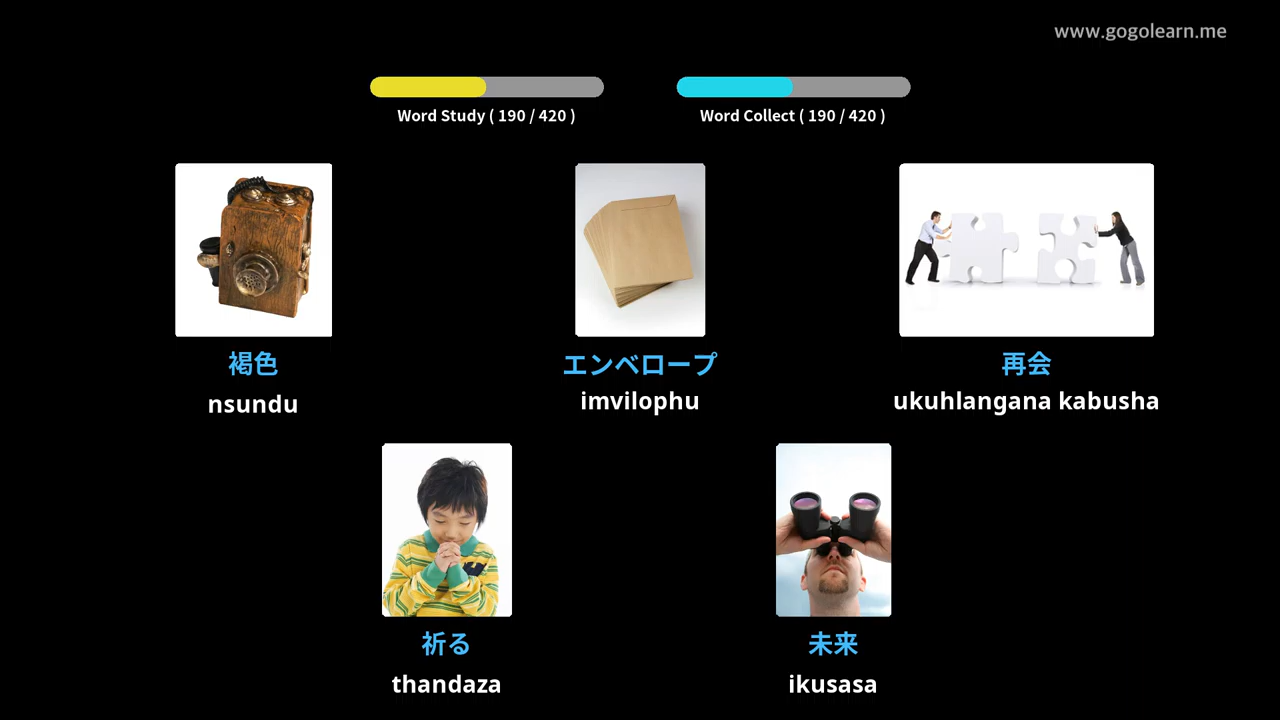 www.gogolearn.me
Word Study ( 190 / 420 )
Word Collect ( 190 / 420 )
褐色
nsundu
エンベロープ
imvilophu
再会
ukuhlangana kabusha
祈る
thandaza
未来
ikusasa